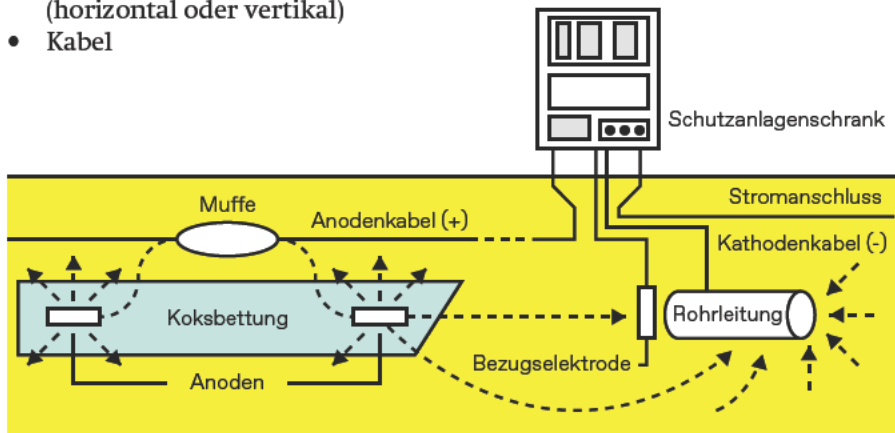 (horizontal oder vertikal)
• Kabel
Schutzanlagenschrank
Stromanschluss
Muffe
Anodenkabel (+)
Kathodenkabel (-)
Koksbettung
Rohrleitung
Bezugselektrode
Anoden